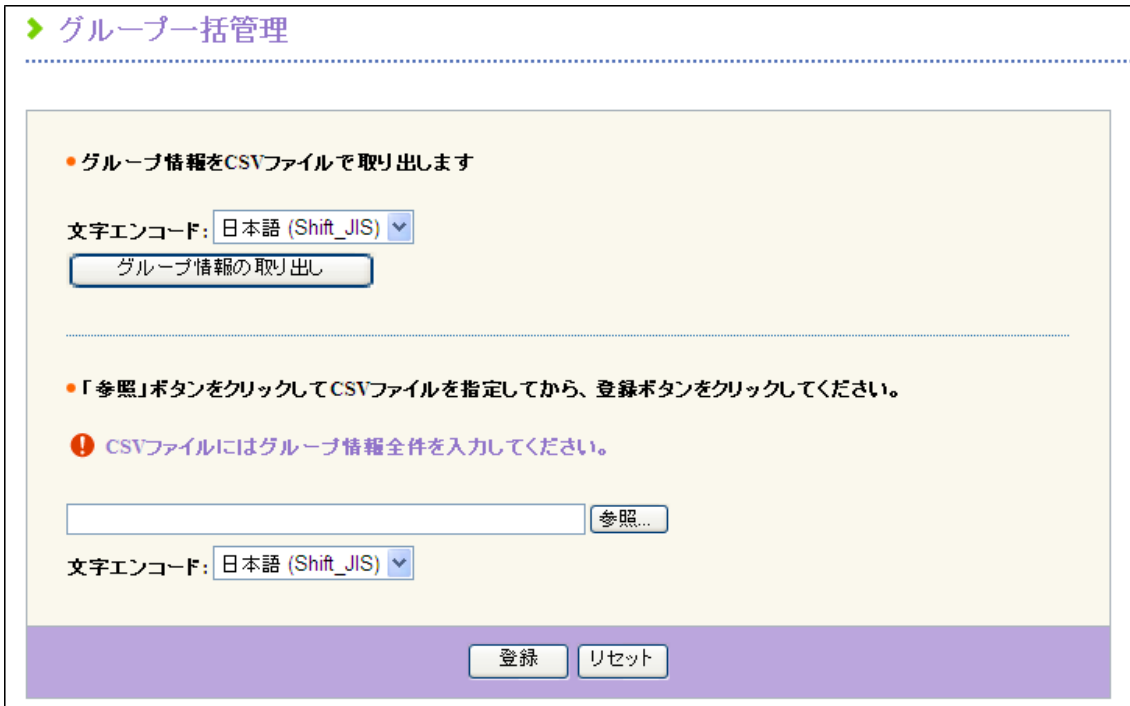 グループ一括管理
グループ情報をCSVファイルで取り出します
文字エンコード: 日本語 (Shift_JIS)
グループ情報の取り出し
「参照」ボタンをクリックしてCSVファイルを指定してから、登録ボタンをクリックしてください。
CSVファイルにはグループ情報全件を入力してください。
参照...
文字エンコード: 日本語 (Shift_JIS)
登録 リセット